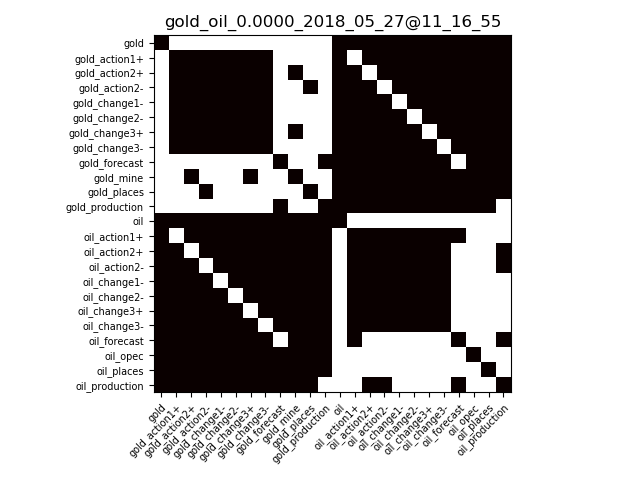 gold_oil_0.0000_2018_05_27@11_16_55
gold
gold_action1+
gold_action2+
gold_action2-
gold_change1-
gold_change2-
gold_change3+
gold_change3-
gold_forecast
gold_mine
gold_places
gold_production
oil
oil_action1+
oil_action2+
oil_action2-
oil_change1-
oil_change2-
oil_change3+
oil_change3-
oil_forecast
oil_opec
oil_places
oil_production
gold
gold_action1+
gold_action2+
gold_action2-
gold_change1-
gold_change2-
gold_change3+
gold_change3-
gold_forecast
gold_mine
gold_places
gold_production
oil
oil_action1+
oil_action2+
oil_action2-
oil_change1-
oil_change2-
oil_change3+
oil_change3-
oil_forecast
oil_opec
oil_places
oil_production